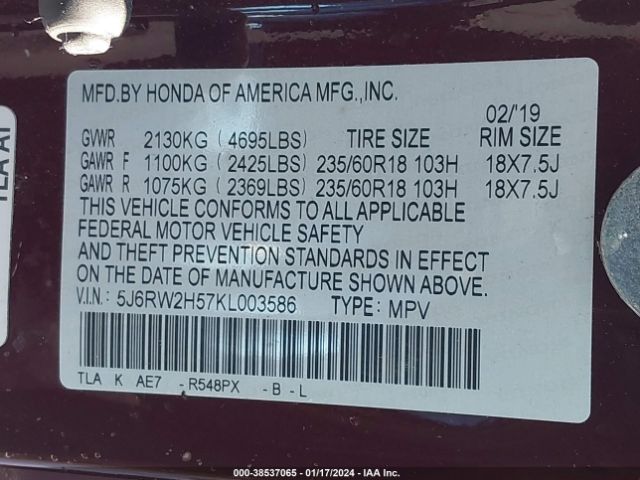 MFD.BY HONDA OF AMERICA MFG.,INC.
02/'19
GVWR 2130KG (4695LBS) TIRE SIZE RIM SIZE
GAWR F 1100KG (2425LBS) 235/60R18 103H 18X7.5J
GAWR R 1075KG (2369LBS) 235/60R18 103H 18X7.5J
THIS VEHICLE CONFORMS TO ALL APPLICABLE
FEDERAL MOTOR VEHICLE SAFETY
AND THEFT PREVENTION STANDARDS IN EFFECT
ON THE DATE OF MANUFACTURE SHOWN ABOVE.
V.I.N.: 5J6RW2H57KL003586 TYPE: MPV
TLA K AE7 -R548PX -B-L
TLA A1
000-38537065 - 01/17/2024 - IAA